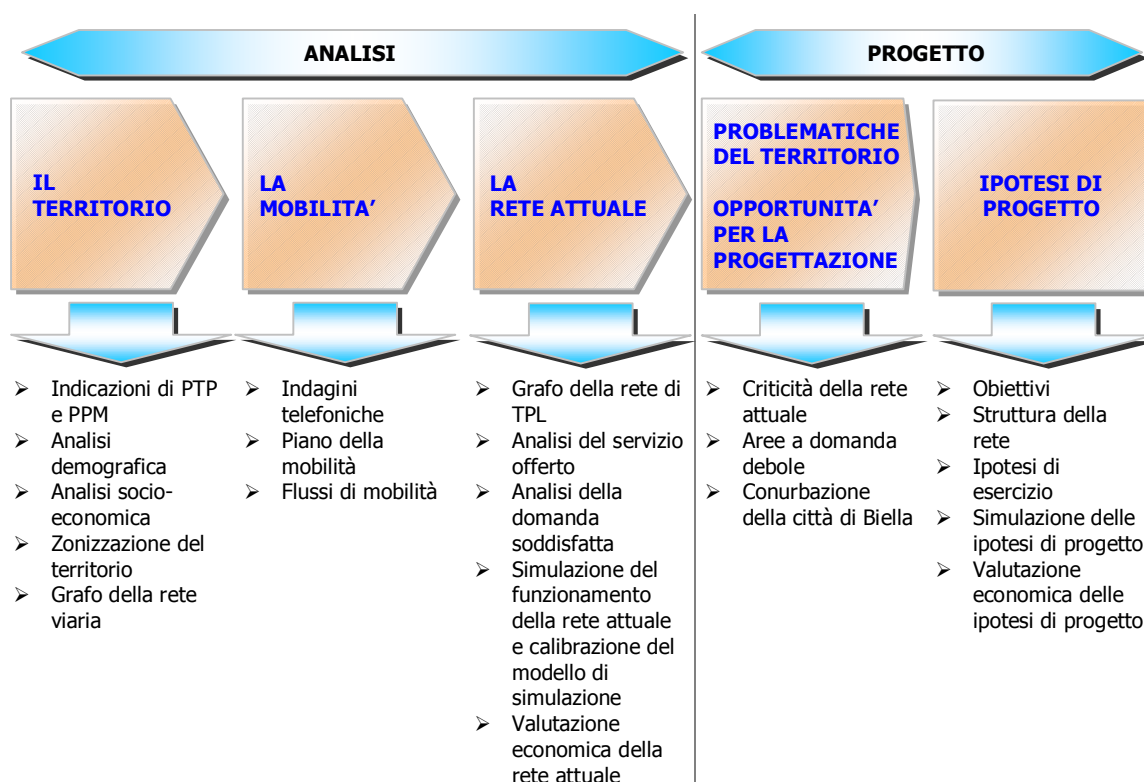 ANALISI
PROGETTO
IL
TERRITORIO
LA
MOBILITA’
LA
RETE ATTUALE
PROBLEMATICHE
DEL TERRITORIO
OPPORTUNITA’
PER LA
PROGETTAZIONE
IPOTESI DI
PROGETTO
➢ Indicazioni di PTP
e PPM
➢ Analisi
demografica
➢ Analisi socio-
economica
➢ Zonizzazione del
territorio
➢ Grafo della rete
viaria
➢ Indagini
telefoniche
➢ Piano della
mobilità
➢ Flussi di mobilità
➢ Grafo della rete di
TPL
➢ Analisi del servizio
offerto
➢ Analisi della
domanda
soddisfatta
➢ Simulazione del
funzionamento
della rete attuale
e calibrazione del
modello di
simulazione
➢ Valutazione
economica della
rete attuale
➢ Criticità della rete
attuale
➢ Aree a domanda
debole
➢ Conurbazione
della città di Biella
➢ Obiettivi
➢ Struttura della
rete
➢ Ipotesi di
esercizio
➢ Simulazione delle
ipotesi di progetto
➢ Valutazione
economica delle
ipotesi di progetto